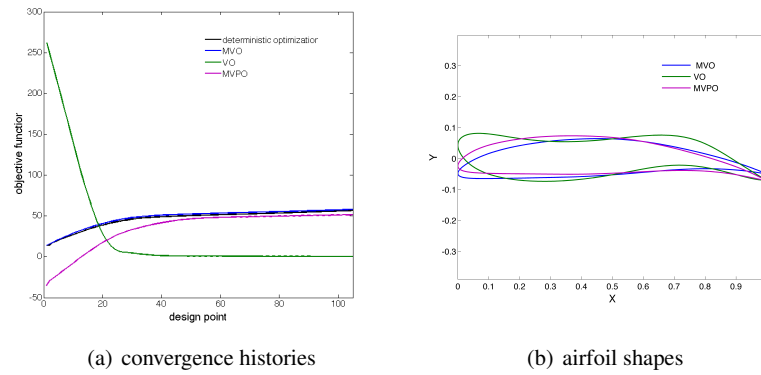 300
250
200
150
100
50
0
-50
0
20
40
60
80
100
objective function
design point
deterministic optimization
MVO
VO
MVPO
(a) convergence histories
0.3
0.2
0.1
0
-0.1
-0.2
-0.3
0
0.1
0.2
0.3
0.4
0.5
0.6
0.7
0.8
0.9
Y
X
MVO
VO
MVPO
(b) airfoil shapes